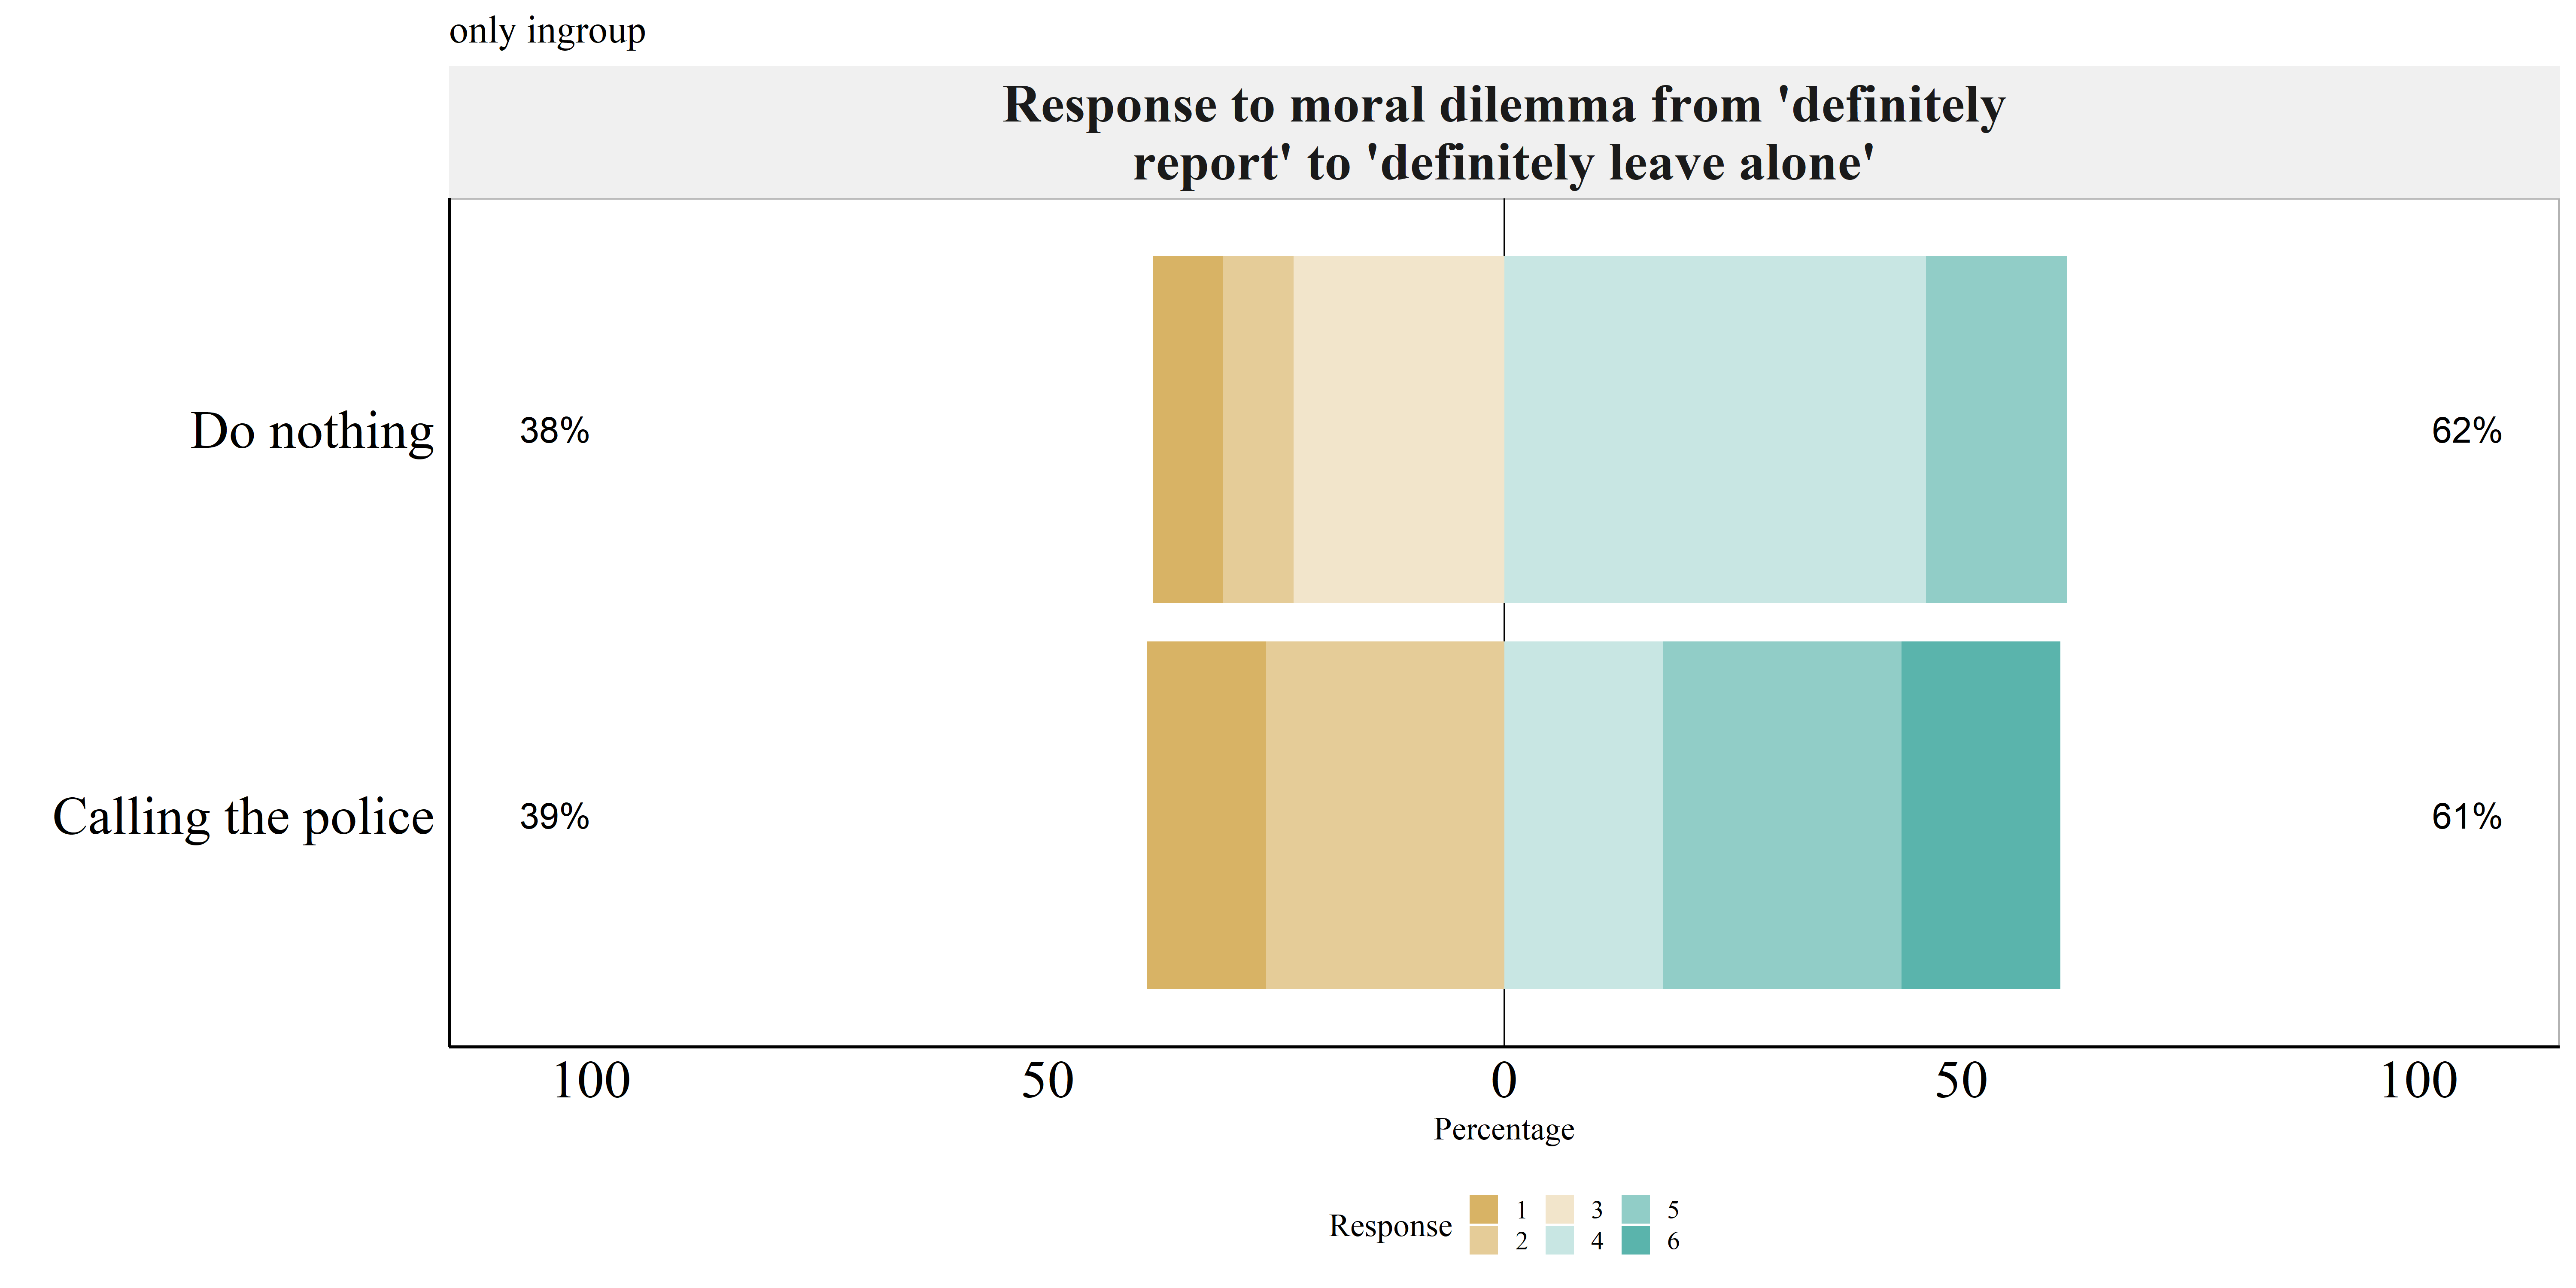 only ingroup
Response to moral dilemma from 'definitely
report' to 'definitely leave alone'
Do nothing
38%
62%
Calling the police
39%
61%
100 50 0 50 100
Percentage
Response
1 3 5
2 4 6